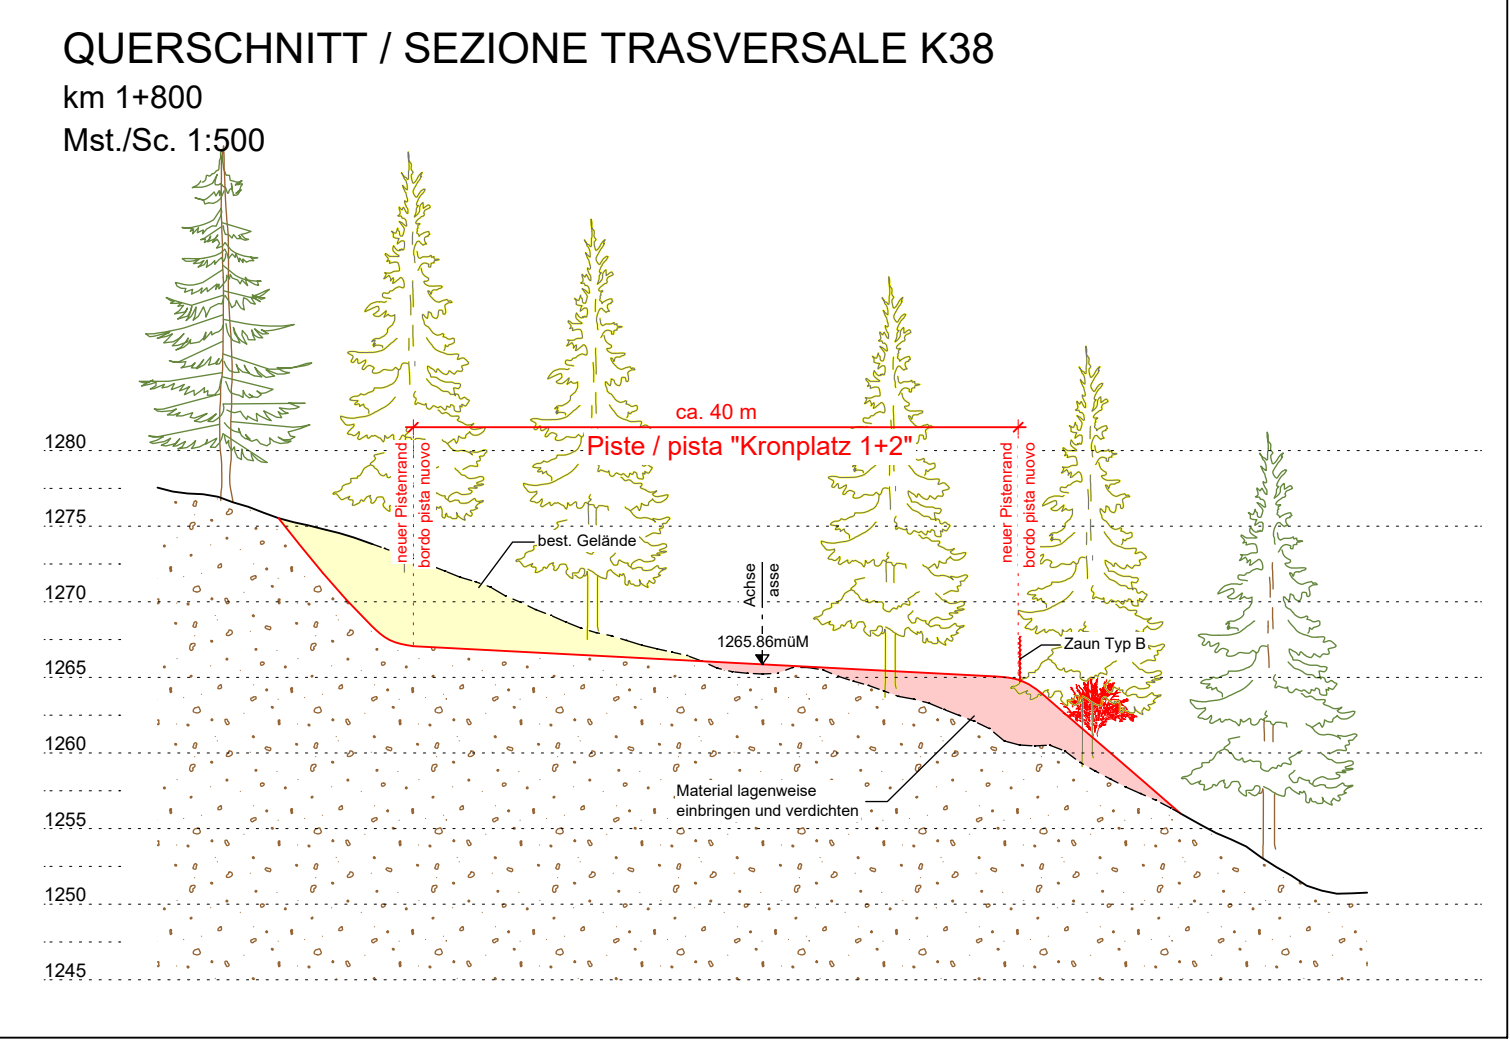 QUERSCHNITT / SEZIONE TRASVERSALE K38
km 1+800
Mst./Sc. 1:500
ca. 40 m
Piste / pista "Kronplatz 1+2"
neuer Pistenrand
bordo pista nuovo
neuer Pistenrand
bordo pista nuovo
best. Gelände
Achse
asse
1265.86müM
Zaun Typ B
Material lagenweise
einbringen und verdichten
1280
1275
1270
1265
1260
1255
1250
1245